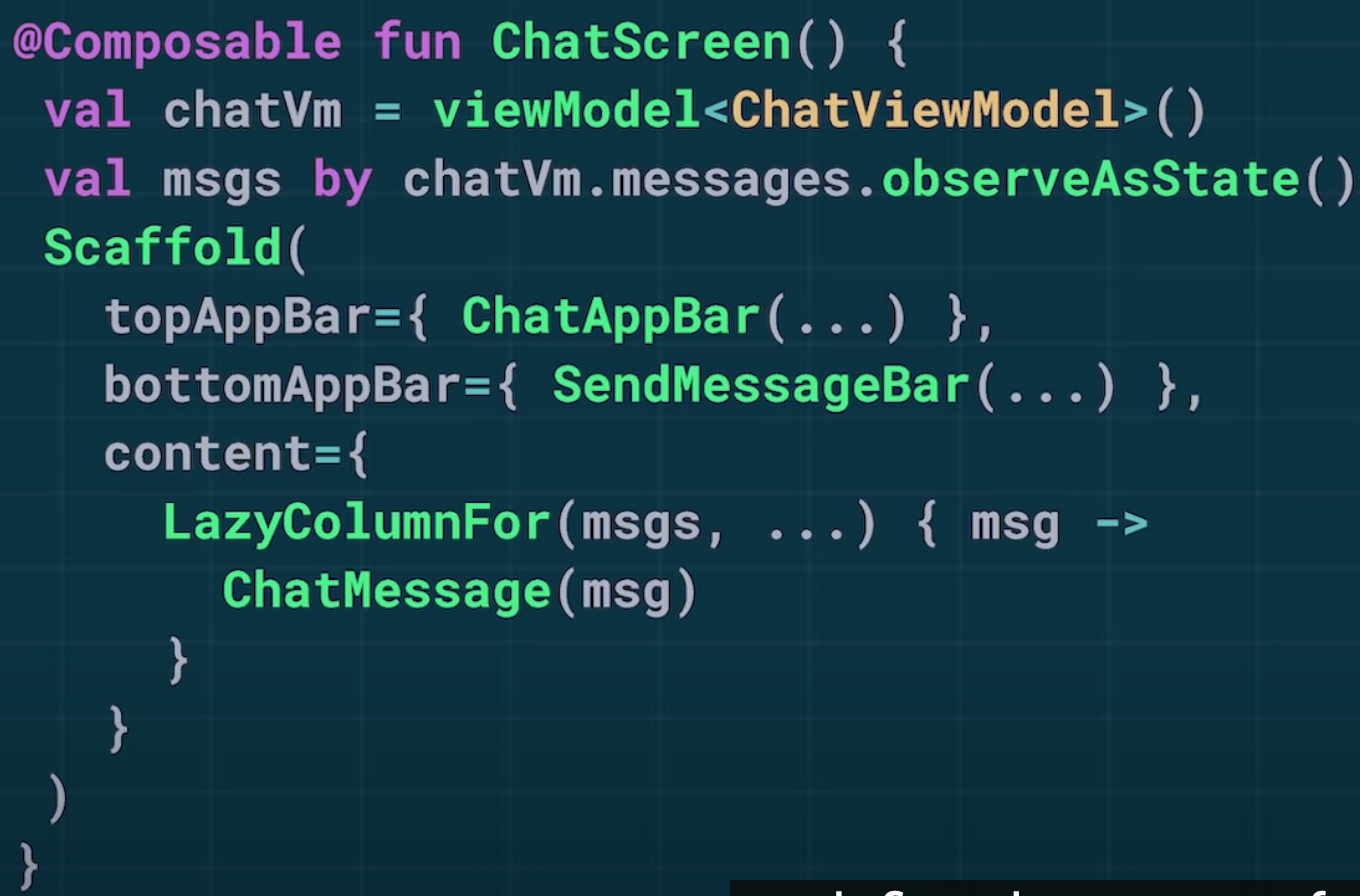 @Composable fun ChatScreen() {
val chatVm = viewModel<ChatViewModel>()
val msgs by chatVm.messages.observeAsState()
Scaffold(
topAppBar={ ChatAppBar(...) },
bottomAppBar={ SendMessageBar(...) },
content={
LazyColumnFor(msgs, ...) { msg ->
ChatMessage(msg)
}
}
)
}